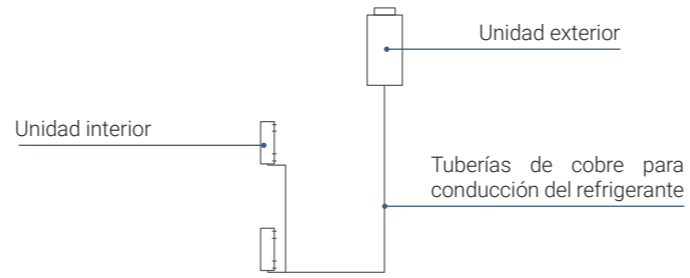 Unidad exterior
Unidad interior
Tuberías de cobre para
conducción del refrigerante